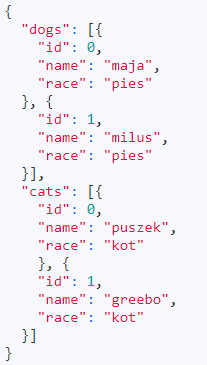 {
  "dogs": [{
    "id": 0,
    "name": "maja",
    "race": "pies"
  }, {
    "id": 1,
    "name": "milus",
    "race": "pies"
  }],
  "cats": [{
    "id": 0,
    "name": "puszek",
    "race": "kot"
    }, {
    "id": 1,
    "name": "greebo",
    "race": "kot"
  }]
}